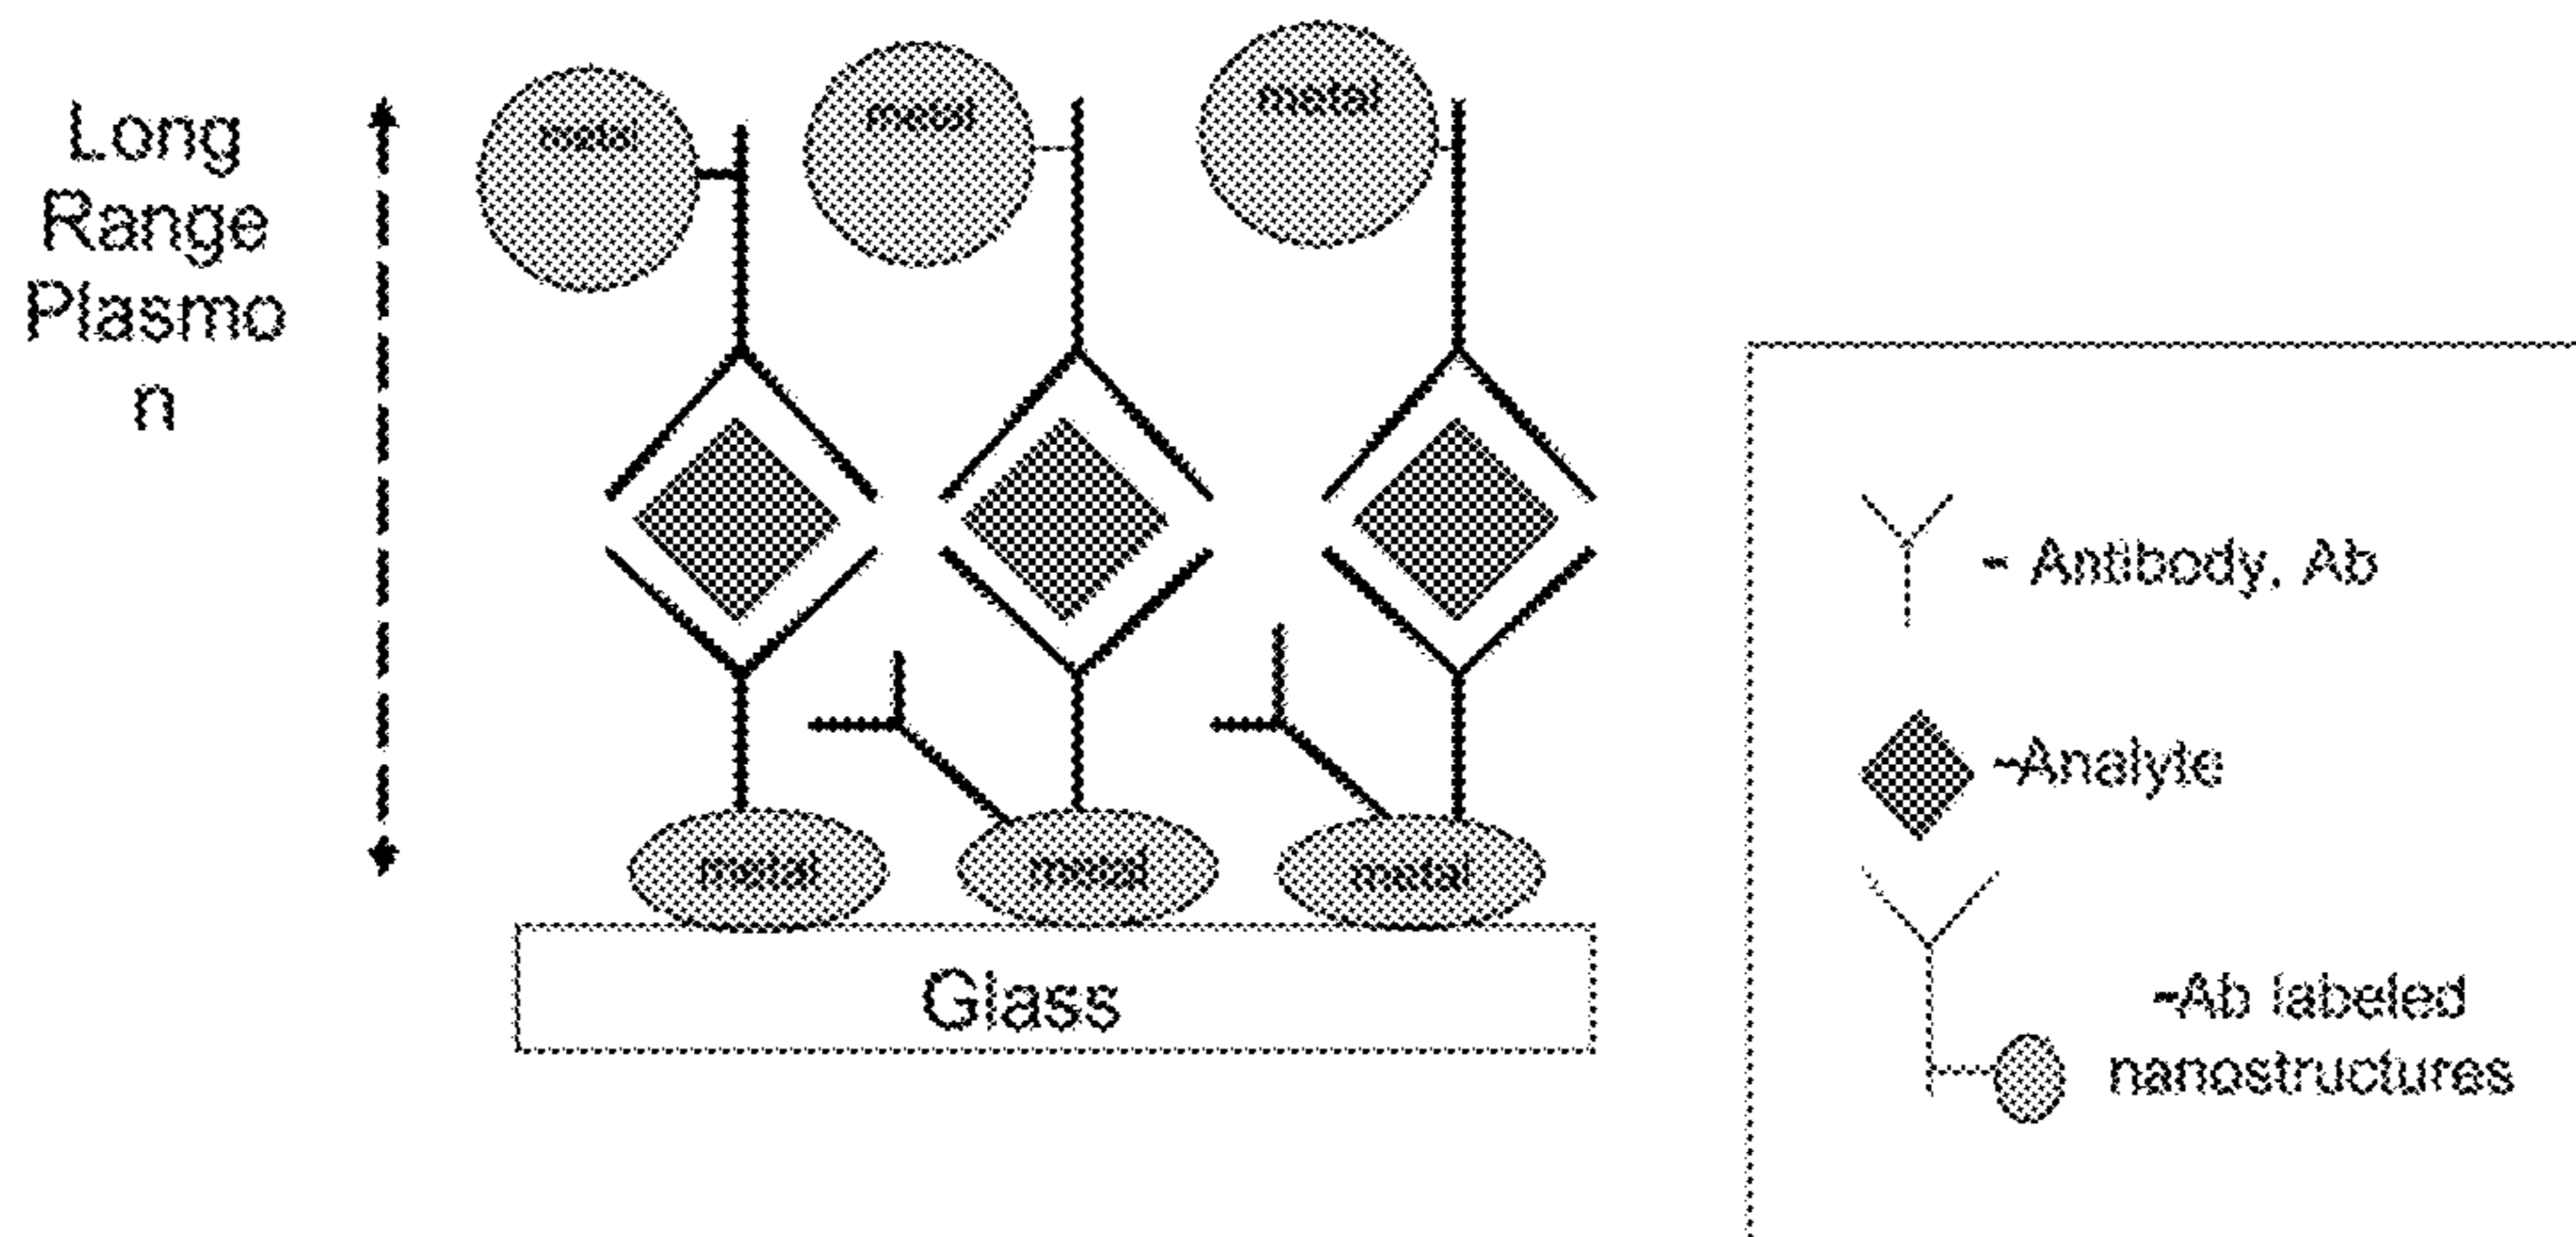 Long
Range
Plasmo
n
metal
metal
metal
metal
metal
metal
Glass
- Antibody, Ab
-Analyte
-Ab labeled
nanostructures